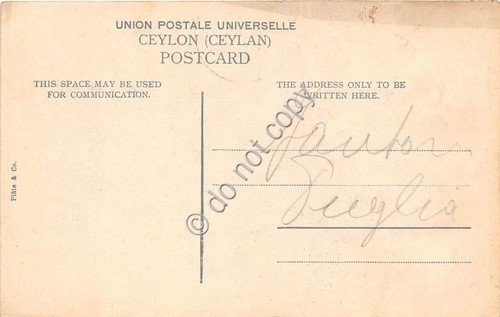 UNION POSTALE UNIVERSELLE
CEYLON (CEYLAN)
POSTCARD
THIS SPACE MAY BE USED
FOR COMMUNICATION.
THE ADDRESS ONLY TO BE
WRITTEN HERE.
Plâté & Co.
© do not copy